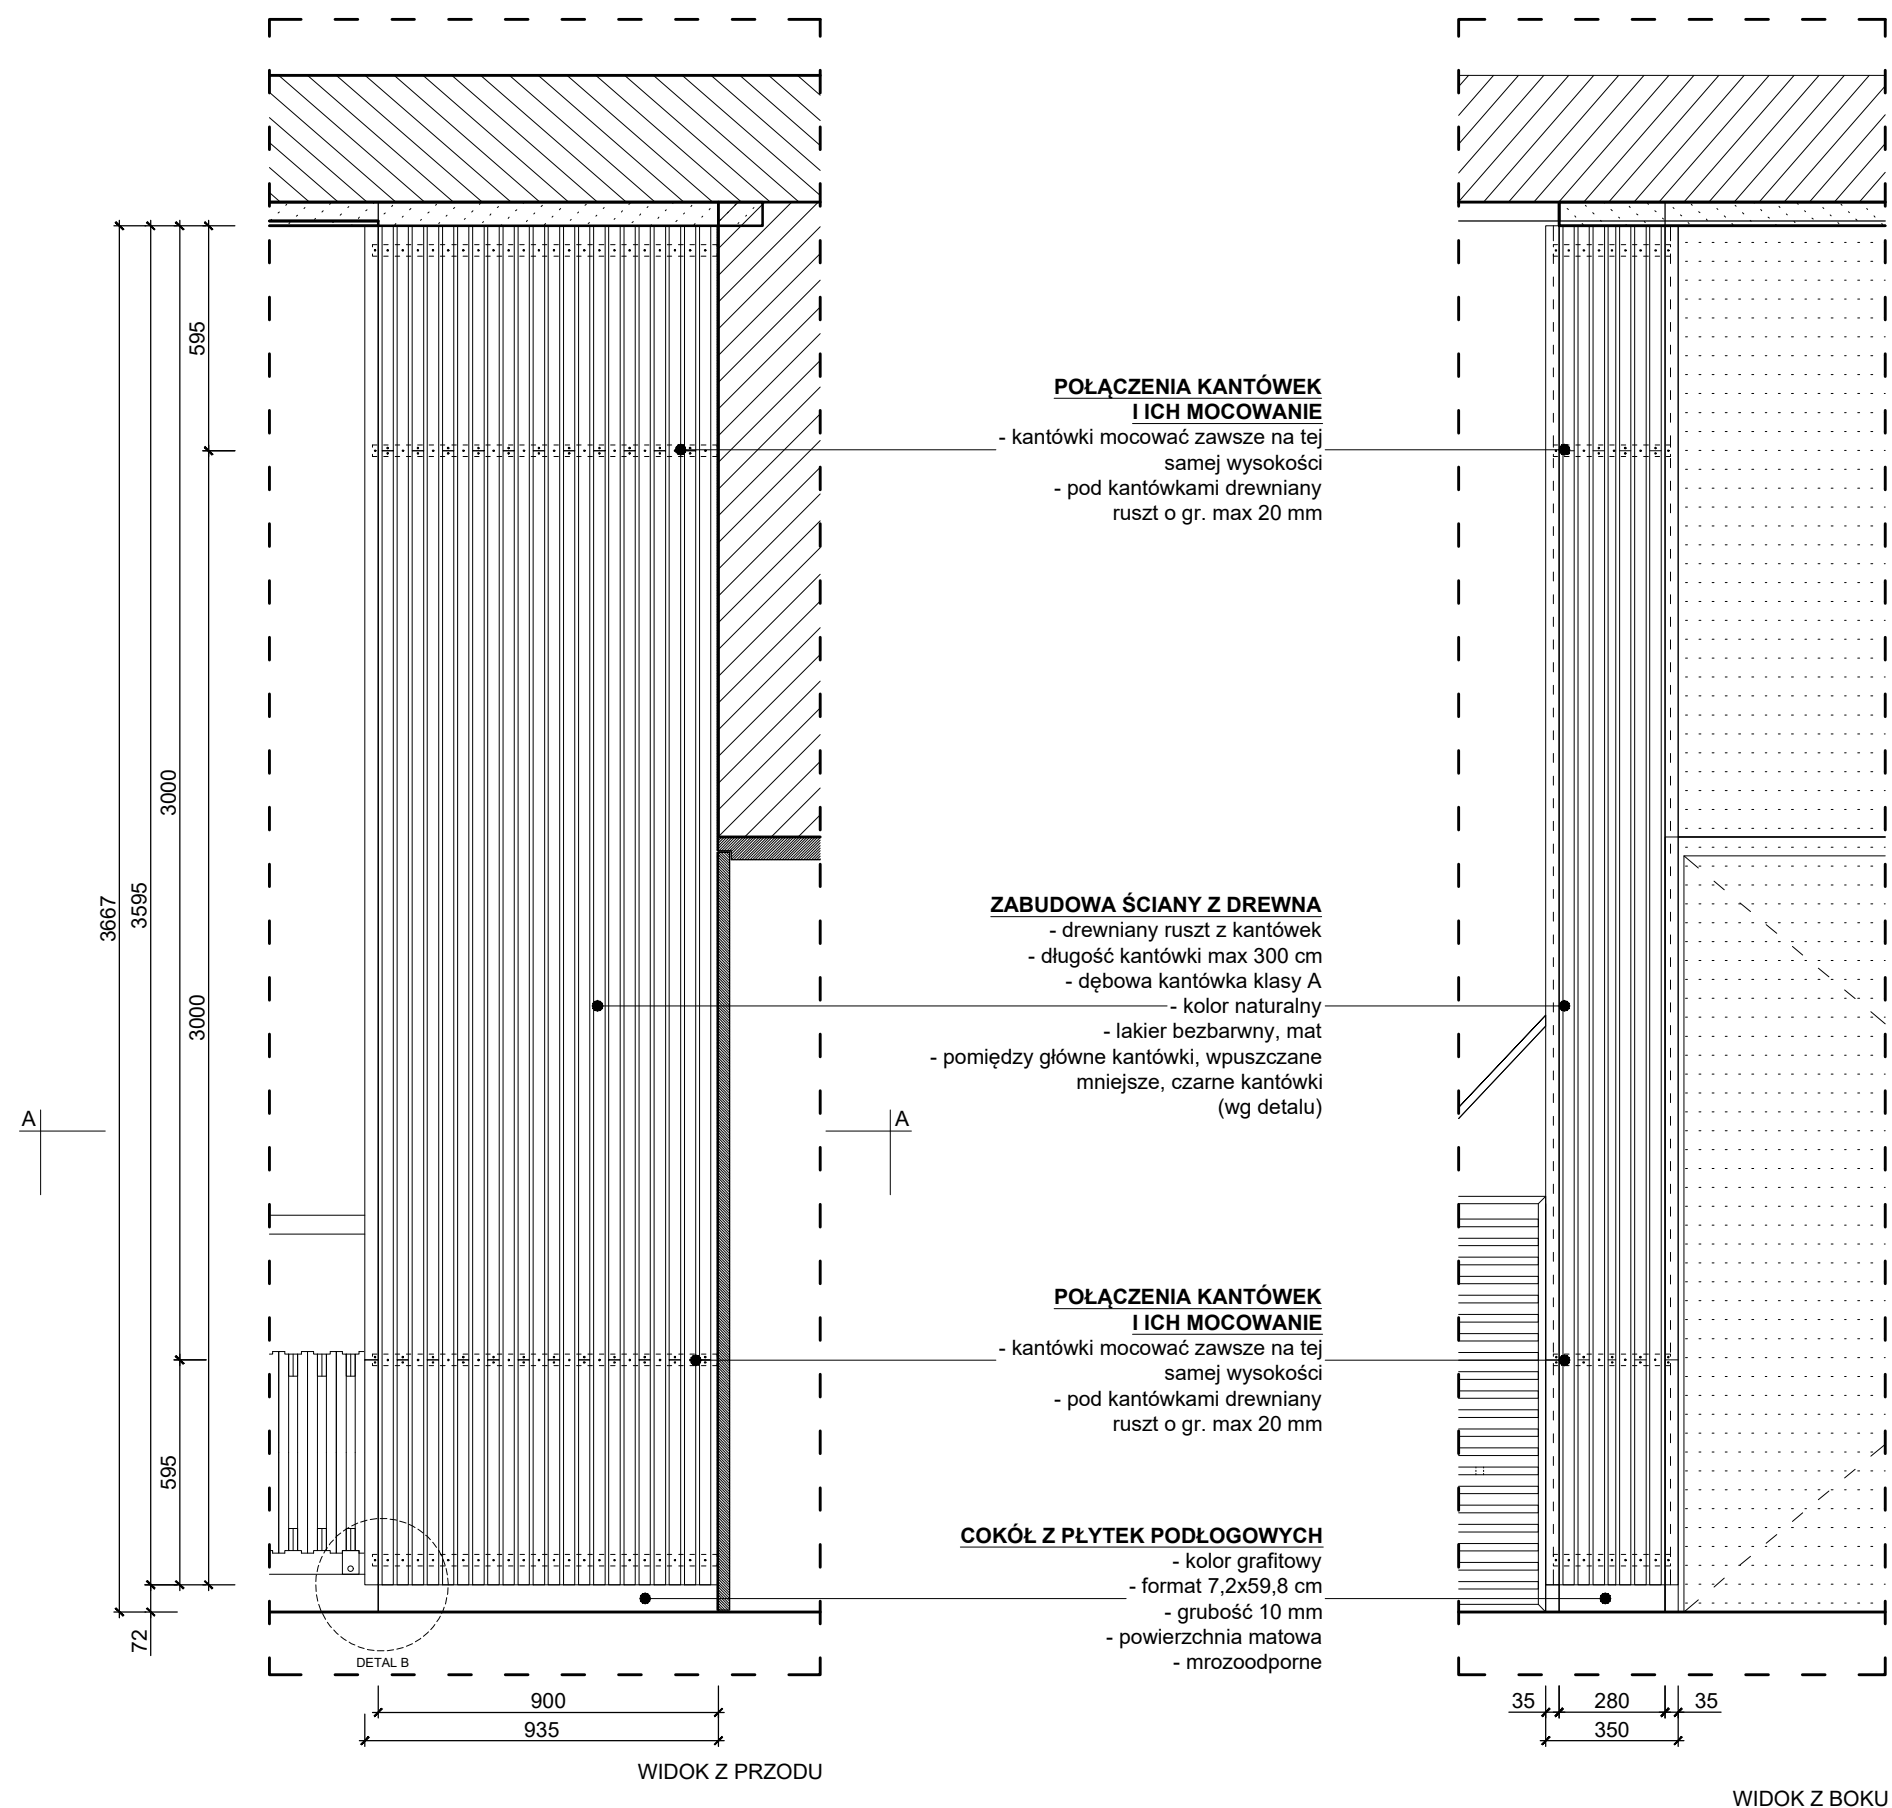 595
3000
3667
3595
3000
595
72
A
A
POŁĄCZENIA KANTÓWEK
I ICH MOCOWANIE
- kantówki mocować zawsze na tej
samej wysokości
- pod kantówkami drewniany
ruszt o gr. max 20 mm
ZABUDOWA ŚCIANY Z DREWNA
- drewniany ruszt z kantówek
- długość kantówki max 300 cm
- dębowa kantówka klasy A
- kolor naturalny
- lakier bezbarwny, mat
- pomiędzy główne kantówki, wpuszczane
mniejsze, czarne kantówki
(wg detalu)
POŁĄCZENIA KANTÓWEK
I ICH MOCOWANIE
- kantówki mocować zawsze na tej
samej wysokości
- pod kantówkami drewniany
ruszt o gr. max 20 mm
COKÓŁ Z PŁYTEK PODŁOGOWYCH
- kolor grafitowy
- format 7,2x59,8 cm
- grubość 10 mm
- powierzchnia matowa
- mrozoodporne
DETAL B
900
935
WIDOK Z PRZODU
35 280 35
350
WIDOK Z BOKU